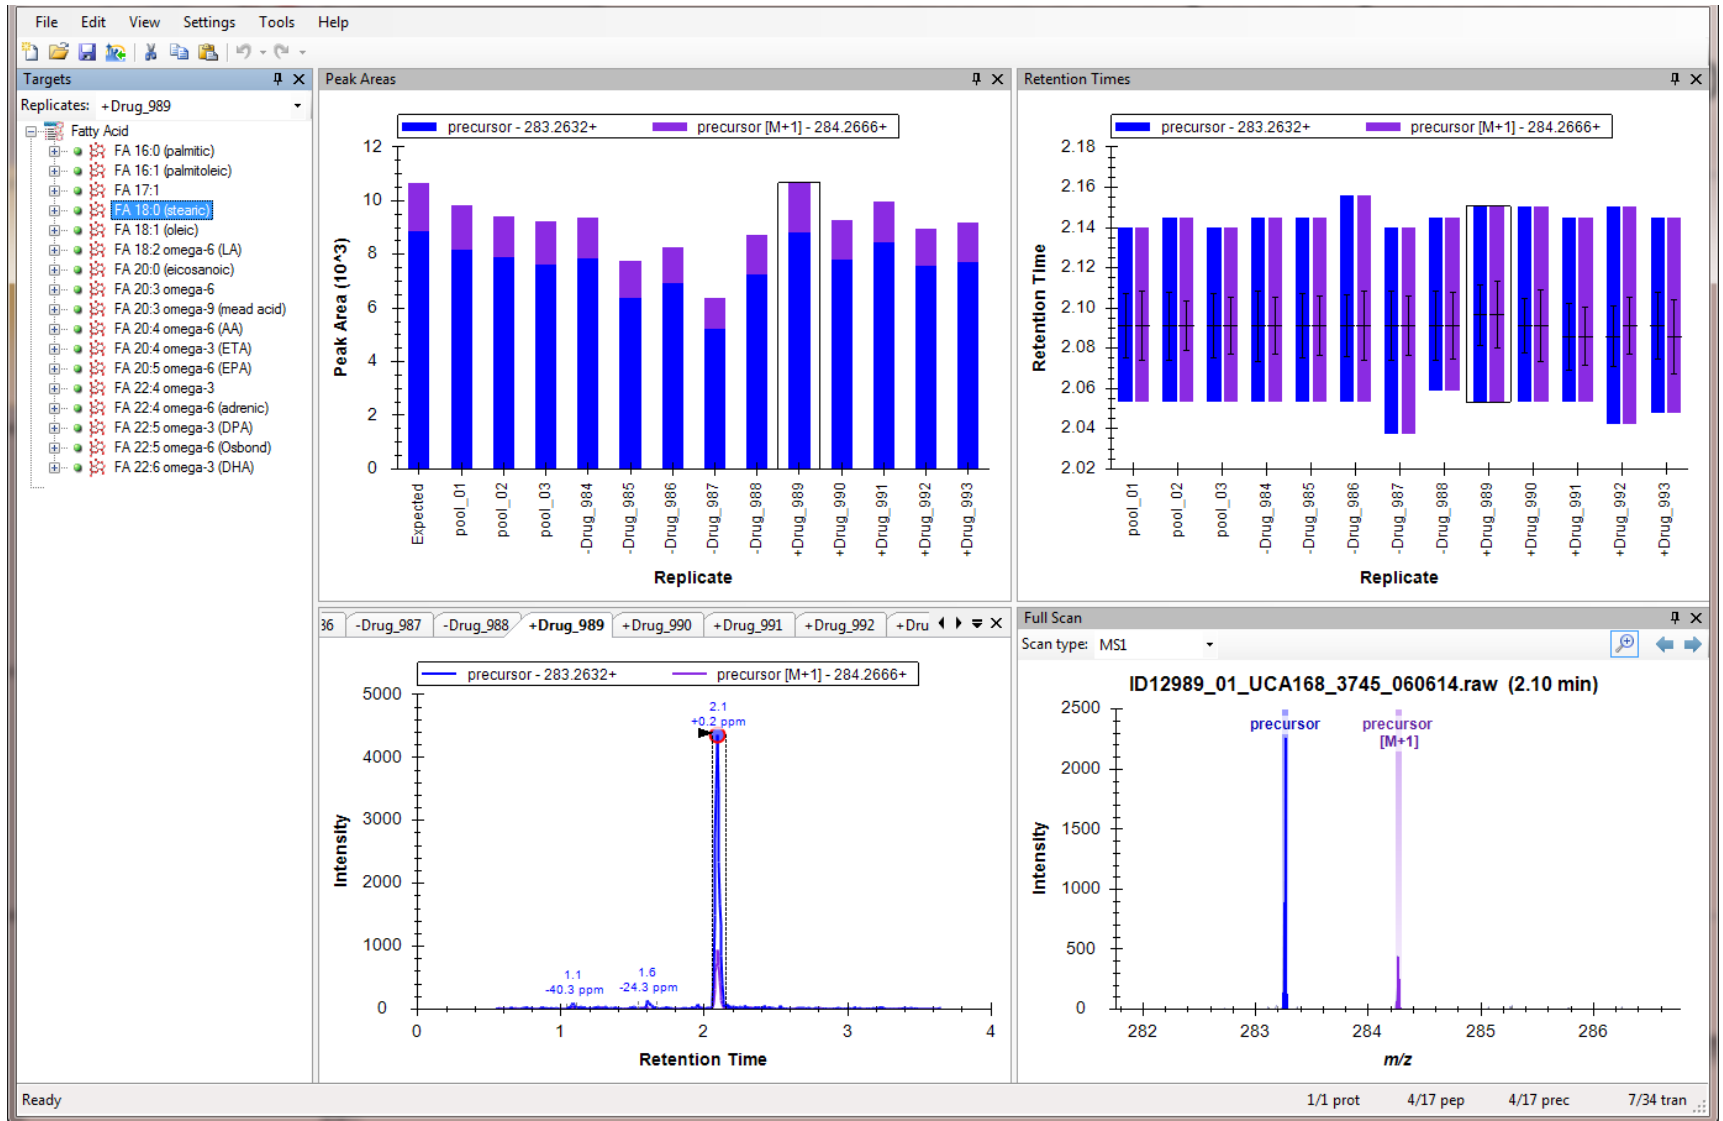 File Edit View Settings Tools Help
Targets
Replicates: +Drug_989
Fatty Acid
FA 16:0 (palmitic)
FA 16:1 (palmitoleic)
FA 17:1
FA 18:0 (stearic)
FA 18:1 (oleic)
FA 18:2 omega-6 (LA)
FA 20:0 (eicosanoic)
FA 20:3 omega-6
FA 20:3 omega-9 (mead acid)
FA 20:4 omega-6 (AA)
FA 20:4 omega-3 (ETA)
FA 20:5 omega-6 (EPA)
FA 22:4 omega-3
FA 22:4 omega-6 (adrenic)
FA 22:5 omega-3 (DPA)
FA 22:5 omega-6 (Osbond)
FA 22:6 omega-3 (DHA)
Peak Areas
precursor - 283.2632+ precursor [M+1] - 284.2666+
Peak Area (10^3)
12
10
8
6
4
2
0
Expected
pool_01
pool_02
pool_03
-Drug_984
-Drug_985
-Drug_986
-Drug_987
-Drug_988
+Drug_989
+Drug_990
+Drug_991
+Drug_992
+Drug_993
Replicate
Retention Times
precursor - 283.2632+ precursor [M+1] - 284.2666+
Retention Time
2.18
2.16
2.14
2.12
2.10
2.08
2.06
2.04
2.02
pool_01
pool_02
pool_03
-Drug_984
-Drug_985
-Drug_986
-Drug_987
-Drug_988
+Drug_989
+Drug_990
+Drug_991
+Drug_992
+Drug_993
Replicate
36 -Drug_987 -Drug_988 +Drug_989 +Drug_990 +Drug_991 +Drug_992 +Dru
precursor - 283.2632+ precursor [M+1] - 284.2666+
Intensity
5000
4000
3000
2000
1000
0
2.1
+0.2 ppm
1.1
-40.3 ppm
1.6
-24.3 ppm
0 1 2 3 4
Retention Time
Full Scan
Scan type: MS1
ID12989_01_UCA168_3745_060614.raw (2.10 min)
Intensity
2500
2000
1500
1000
500
0
precursor
precursor
[M+1]
282 283 284 285 286
m/z
Ready 1/1 prot 4/17 pep 4/17 prec 7/34 tran